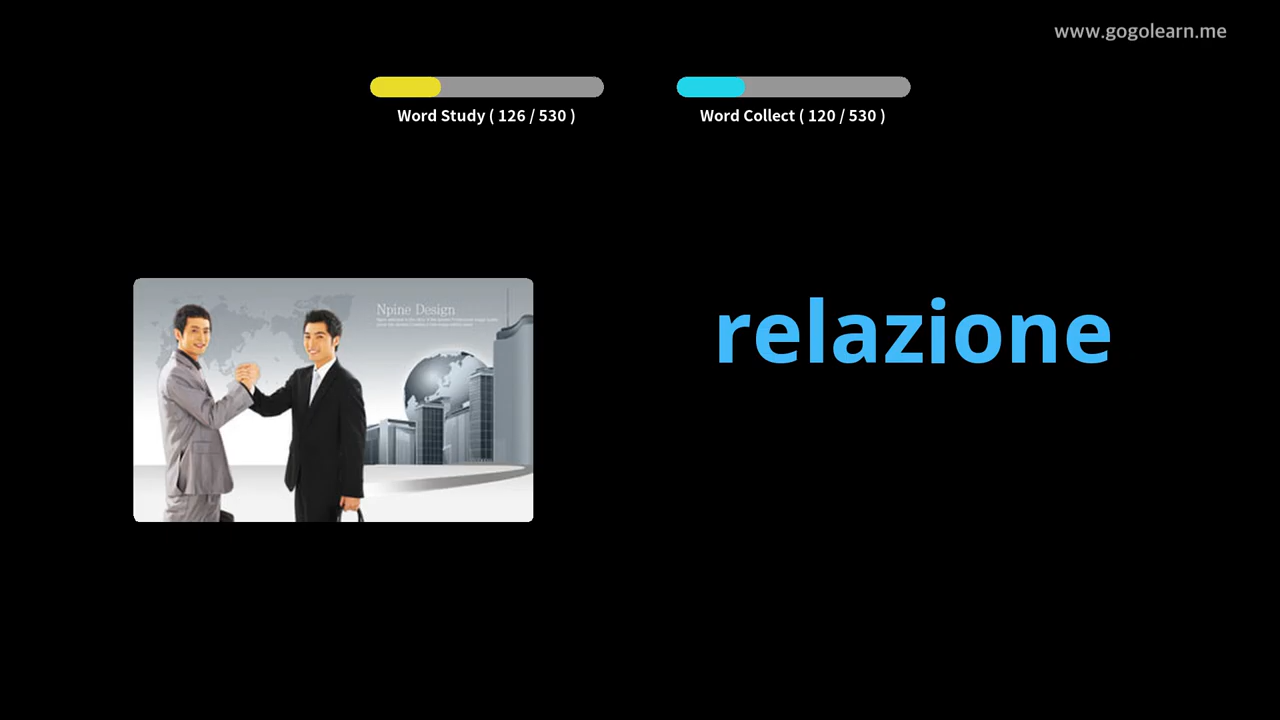 www.gogolearn.me
Word Study ( 126 / 530 )
Word Collect ( 120 / 530 )
Npine Design
relazione